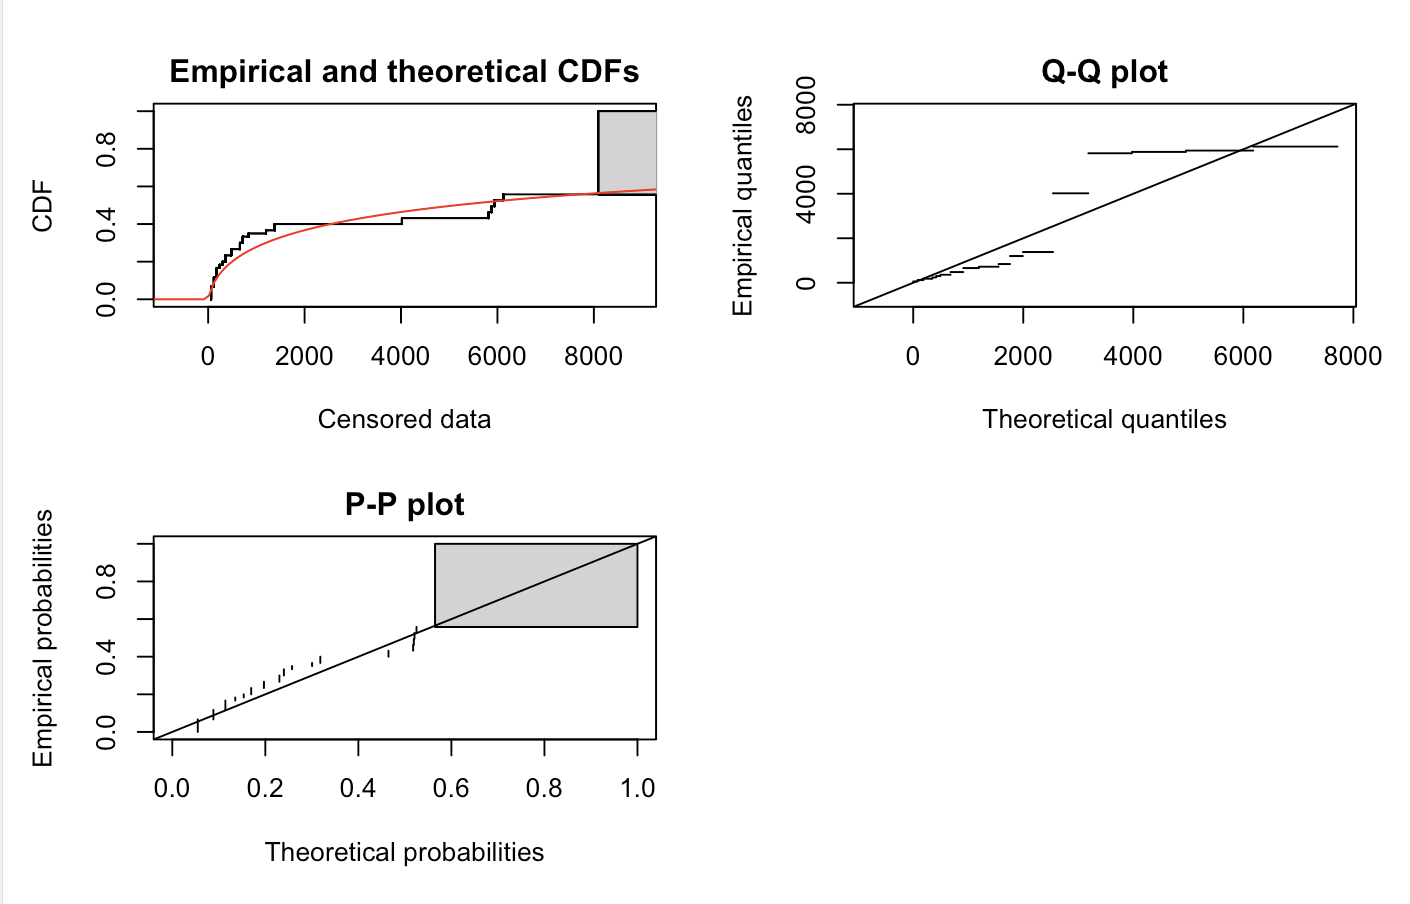 Empirical and theoretical CDFs
CDF
0.0 0.4 0.8
0 2000 4000 6000 8000
Censored data
Q-Q plot
Empirical quantiles
0 4000 8000
0 2000 4000 6000 8000
Theoretical quantiles
P-P plot
Empirical probabilities
0.0 0.4 0.8
0.0 0.2 0.4 0.6 0.8 1.0
Theoretical probabilities